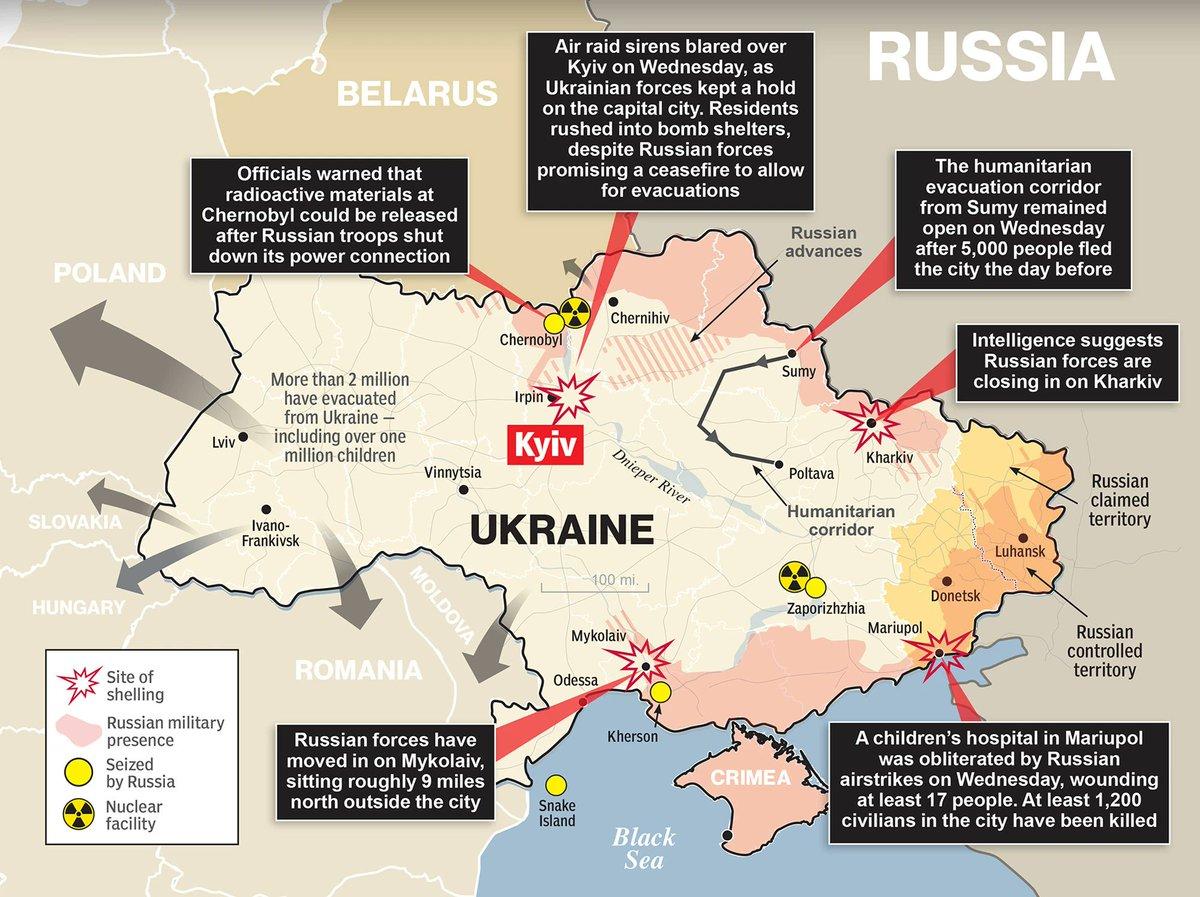 RUSSIA
BELARUS
Air raid sirens blared over
Kyiv on Wednesday, as
Ukrainian forces kept a hold
on the capital city. Residents
rushed into bomb shelters,
despite Russian forces
promising a ceasefire to allow
for evacuations
Officials warned that
radioactive materials at
Chernobyl could be released
after Russian troops shut
down its power connection
The humanitarian
evacuation corridor
from Sumy remained
open on Wednesday
after 5,000 people fled
the city the day before
Russian
advances
POLAND
Chernihiv
Chernobyl
Intelligence suggests
Russian forces are
closing in on Kharkiv
Sumy
More than 2 million
have evacuated
from Ukraine –
including over one
million children
Irpin
Kyiv
Lviv
Kharkiv
Vinnytsia
Dnieper River
Poltava
Russian
claimed
territory
Humanitarian
corridor
SLOVAKIA
Ivano-
Frankivsk
UKRAINE
Luhansk
100 mi.
Donetsk
HUNGARY
MOLDOVA
Zaporizhzhia
Mariupol
Mykolaiv
Russian
controlled
territory
ROMANIA
Odessa
Site of
shelling
Russian military
presence
Seized
by Russia
Nuclear
facility
Russian forces have
moved in on Mykolaiv,
sitting roughly 9 miles
north outside the city
Kherson
A children's hospital in Mariupol
was obliterated by Russian
airstrikes on Wednesday, wounding
at least 17 people. At least 1,200
civilians in the city have been killed
CRIMEA
Snake
Island
Black
Sea